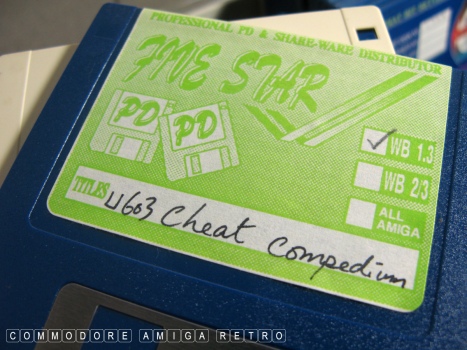 PROFESSIONAL PD & SHARE-WARE DISTRIBUTOR
FIVE STAR
PD PD
WB 1.3
WB 2/3
ALL AMIGA
TITLES
U603 Cheat Compedium
COMMODORE AMIGA RETRO